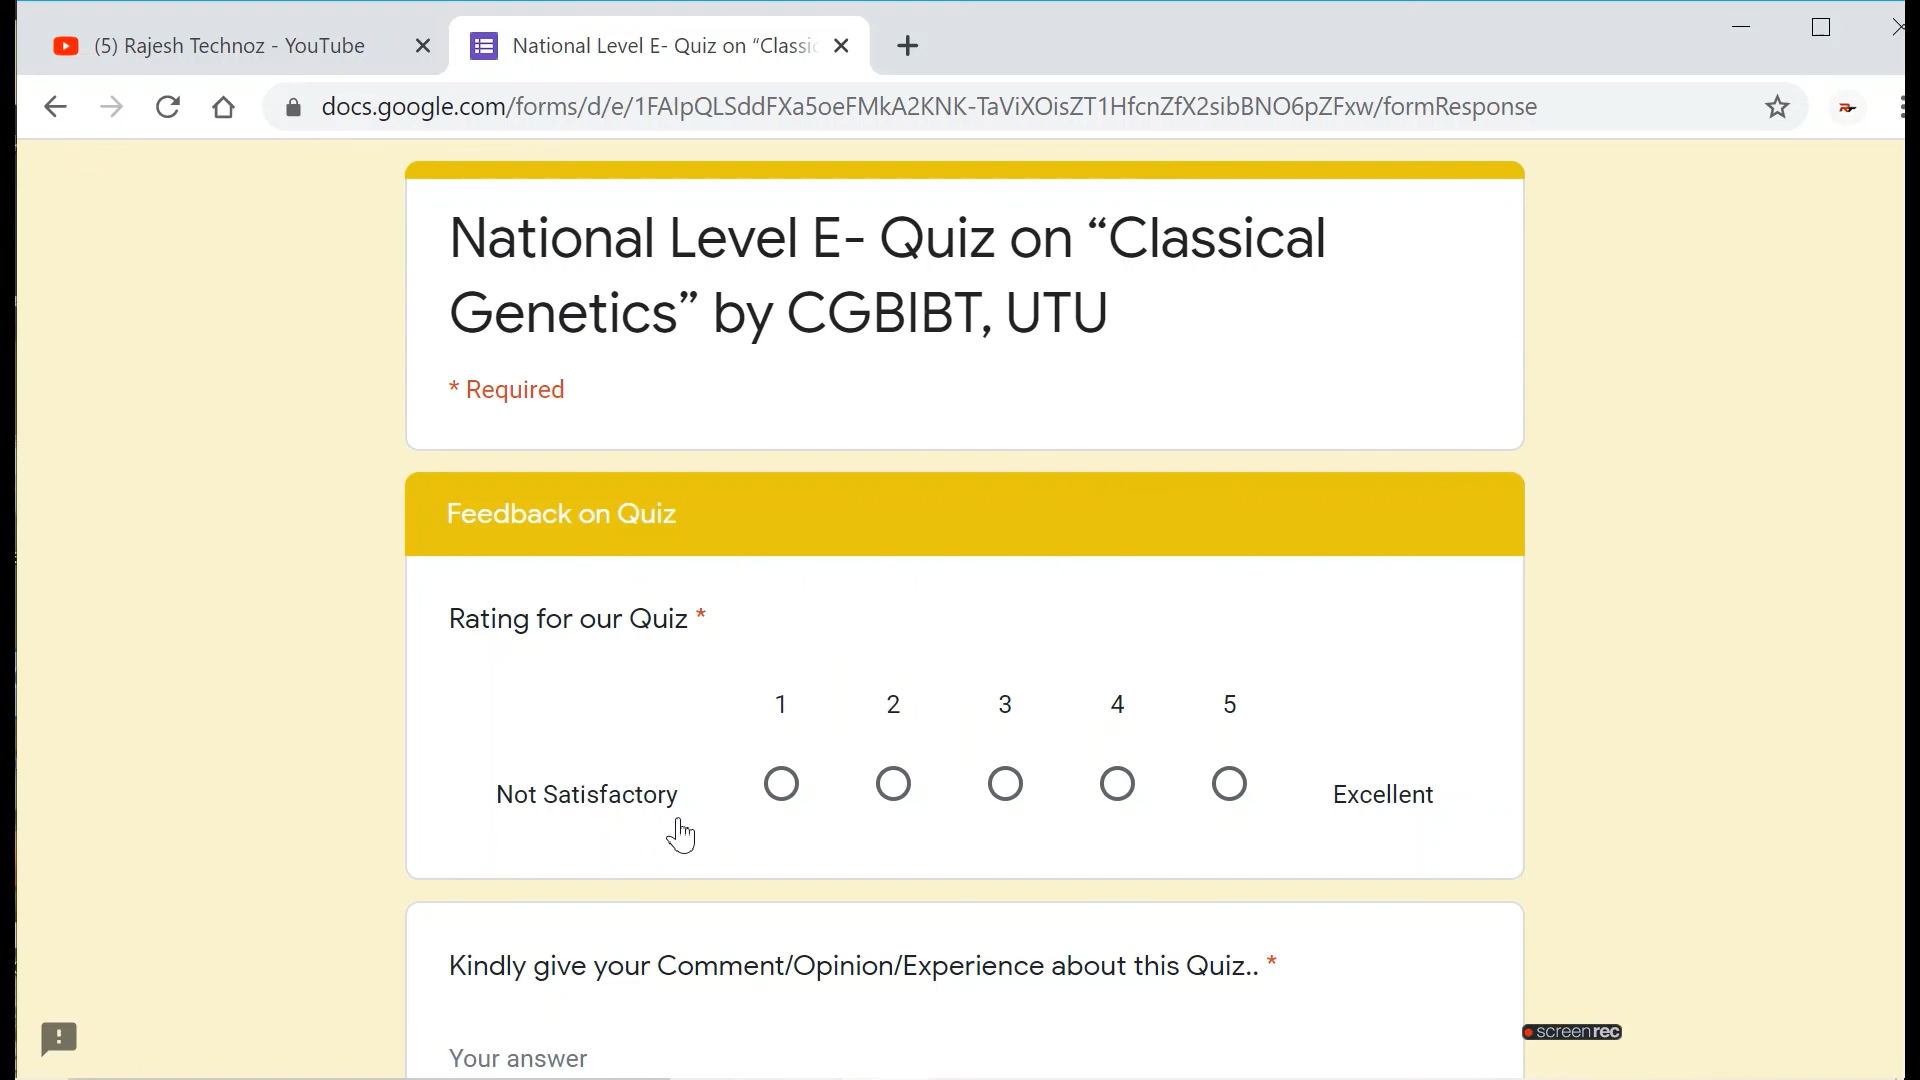 (5) Rajesh Technoz - YouTube
National Level E- Quiz on “Classic
docs.google.com/forms/d/e/1FAIpQLSddFXa5oeFMkA2KNK-TaViXOisZT1HfcnZfX2sibBNO6pZFxw/formResponse
National Level E- Quiz on “Classical
Genetics” by CGBIBT, UTU
* Required
Feedback on Quiz
Rating for our Quiz *
1 2 3 4 5
Not Satisfactory Excellent
Kindly give your Comment/Opinion/Experience about this Quiz.. *
Your answer
screenrec